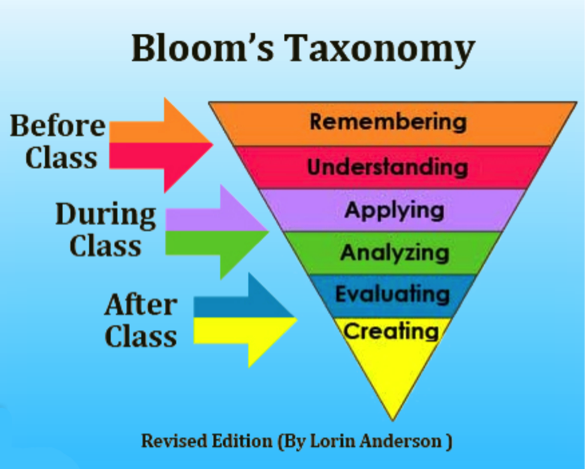 Bloom's Taxonomy
Before
Class
Remembering
Understanding
During
Class
Applying
Analyzing
After
Class
Evaluating
Creating
Revised Edition (By Lorin Anderson )